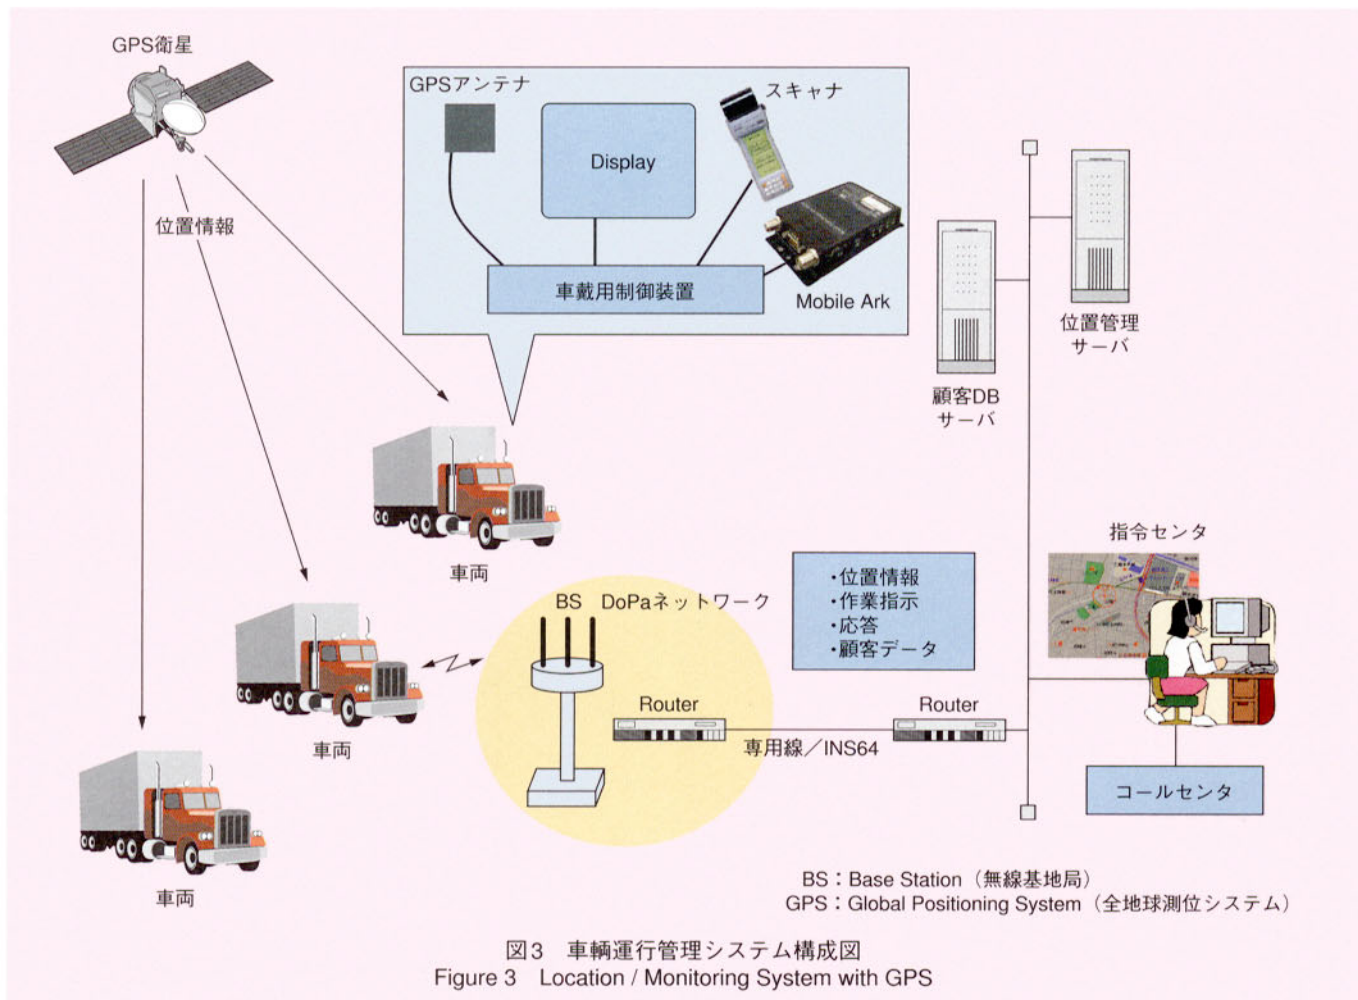 GPS衛星
位置情報
GPSアンテナ
Display
スキャナ
車戴用制御装置
Mobile Ark
位置管理
サーバ
顧客DB
サーバ
車両
車両
車両
BS DoPaネットワーク
Router
専用線／INS64
Router
・位置情報
・作業指示
・応答
・顧客データ
指令センタ
コールセンタ
BS：Base Station（無線基地局）
GPS：Global Positioning System（全地球測位システム）
図3 車輌運行管理システム構成図
Figure 3 Location / Monitoring System with GPS